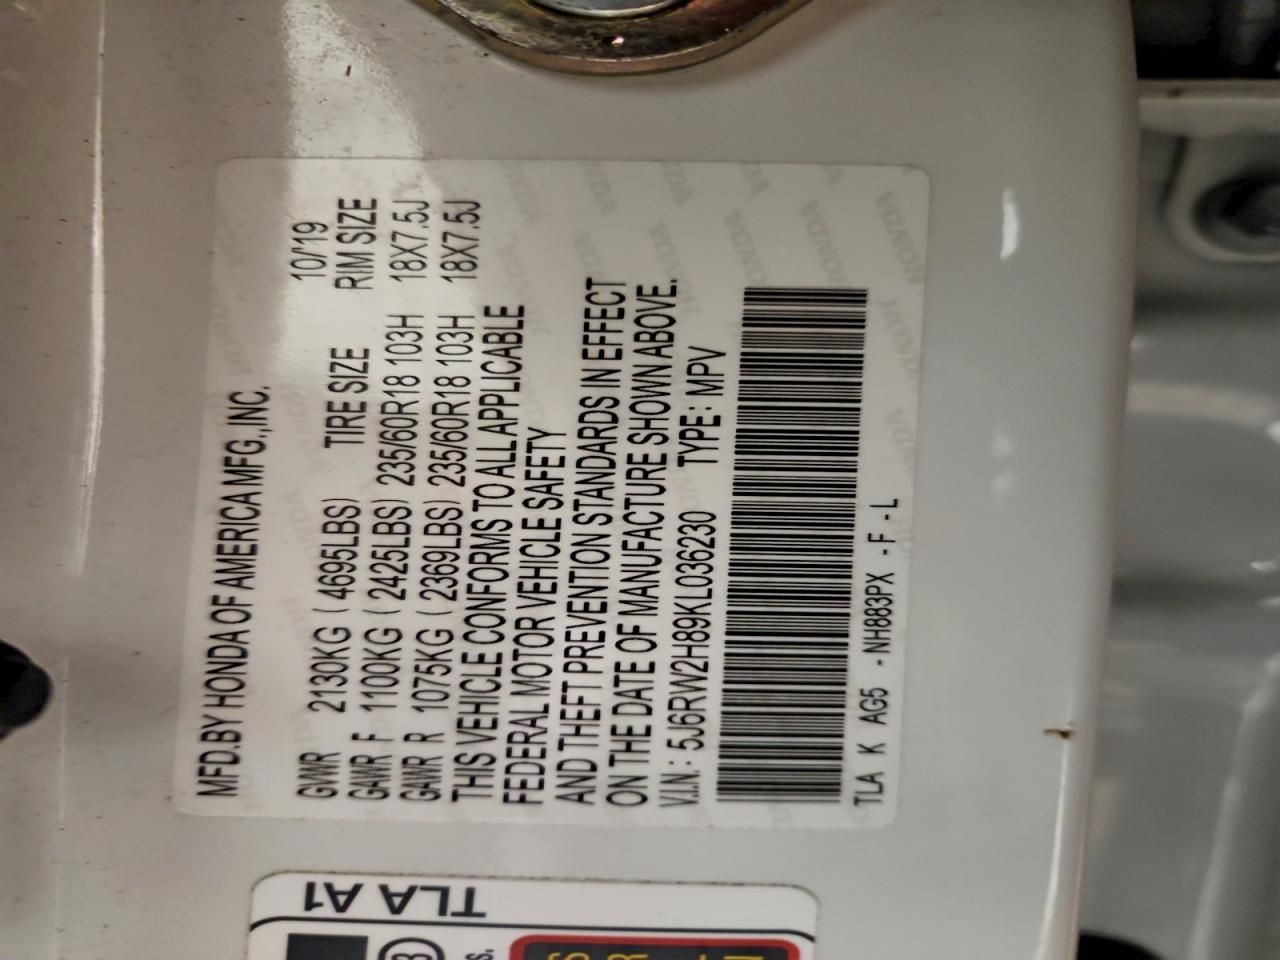 MFD. BY HONDA OF AMERICA MFG., INC. 10/'19
GVWR 2130KG ( 4695LBS) TIRE SIZE RIM SIZE
GAWR F 1100KG ( 2425LBS) 235/60R18 103H 18X7.5J
GAWR R 1075KG ( 2369LBS) 235/60R18 103H 18X7.5J
THIS VEHICLE CONFORMS TO ALL APPLICABLE
FEDERAL MOTOR VEHICLE SAFETY
AND THEFT PREVENTION STANDARDS IN EFFECT
ON THE DATE OF MANUFACTURE SHOWN ABOVE.
V.I.N.: 5J6RW2H89KL036230 TYPE: MPV
TLA K AG5 -NH883PX -F -L
TLA A1